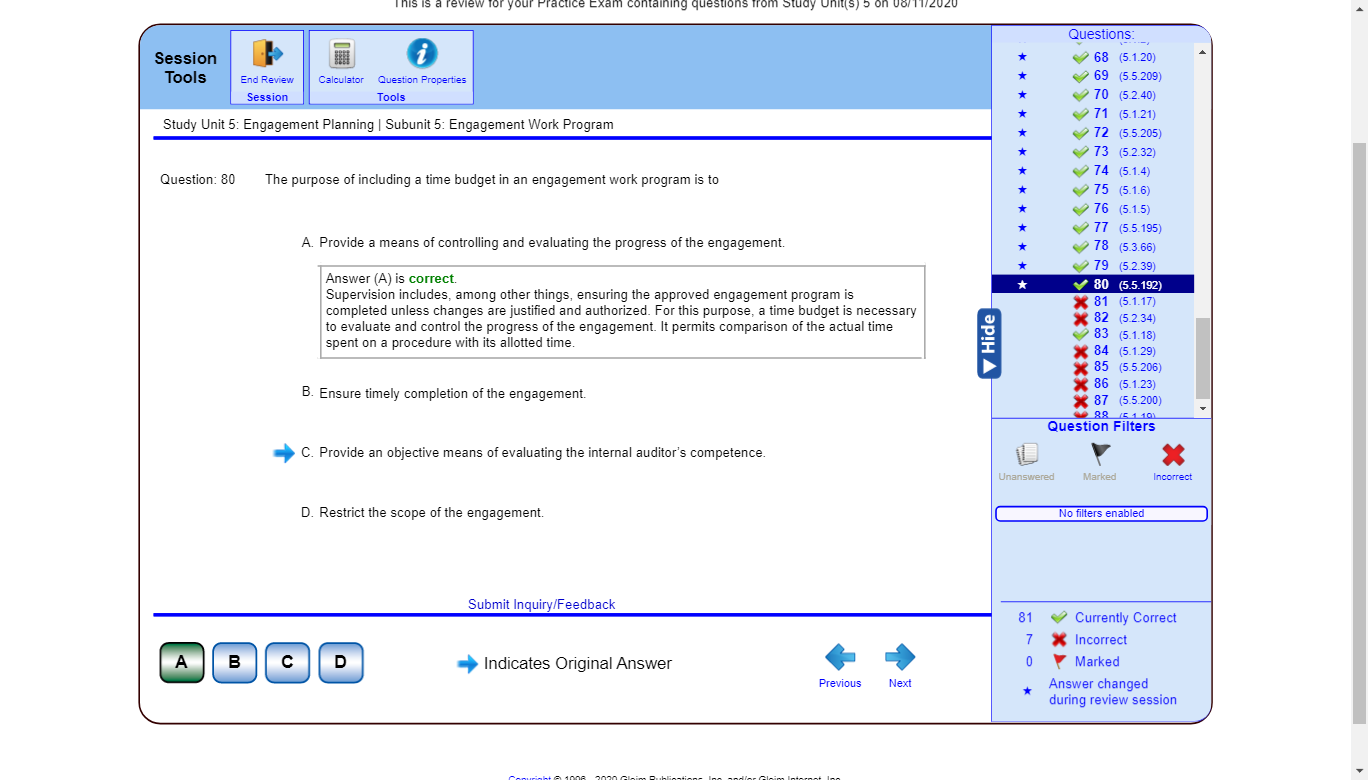 This is a review for your Practice Exam containing questions from Study Unit(s) 5 on 08/11/2020
Session Tools
End Review
Session
Calculator
Question Properties
Tools
Study Unit 5: Engagement Planning | Subunit 5: Engagement Work Program
Question: 80 The purpose of including a time budget in an engagement work program is to
A. Provide a means of controlling and evaluating the progress of the engagement.
Answer (A) is correct.
Supervision includes, among other things, ensuring the approved engagement program is
completed unless changes are justified and authorized. For this purpose, a time budget is necessary
to evaluate and control the progress of the engagement. It permits comparison of the actual time
spent on a procedure with its allotted time.
B. Ensure timely completion of the engagement.
C. Provide an objective means of evaluating the internal auditor's competence.
D. Restrict the scope of the engagement.
Submit Inquiry/Feedback
A B C D
Indicates Original Answer
Previous
Next
Hide
Questions:
68 (5.1.20)
69 (5.5.209)
70 (5.2.40)
71 (5.1.21)
72 (5.5.205)
73 (5.2.32)
74 (5.1.4)
75 (5.1.6)
76 (5.1.5)
77 (5.5.195)
78 (5.3.66)
79 (5.2.39)
80 (5.5.192)
81 (5.1.17)
82 (5.2.34)
83 (5.1.18)
84 (5.1.29)
85 (5.5.206)
86 (5.1.23)
87 (5.5.200)
88 (5.1.19)
Question Filters
Unanswered
Marked
Incorrect
No filters enabled
81 Currently Correct
7 Incorrect
0 Marked
Answer changed
during review session
Copyright © 1996 - 2020 Gleim Publications, Inc. and/or Gleim Internet, Inc.